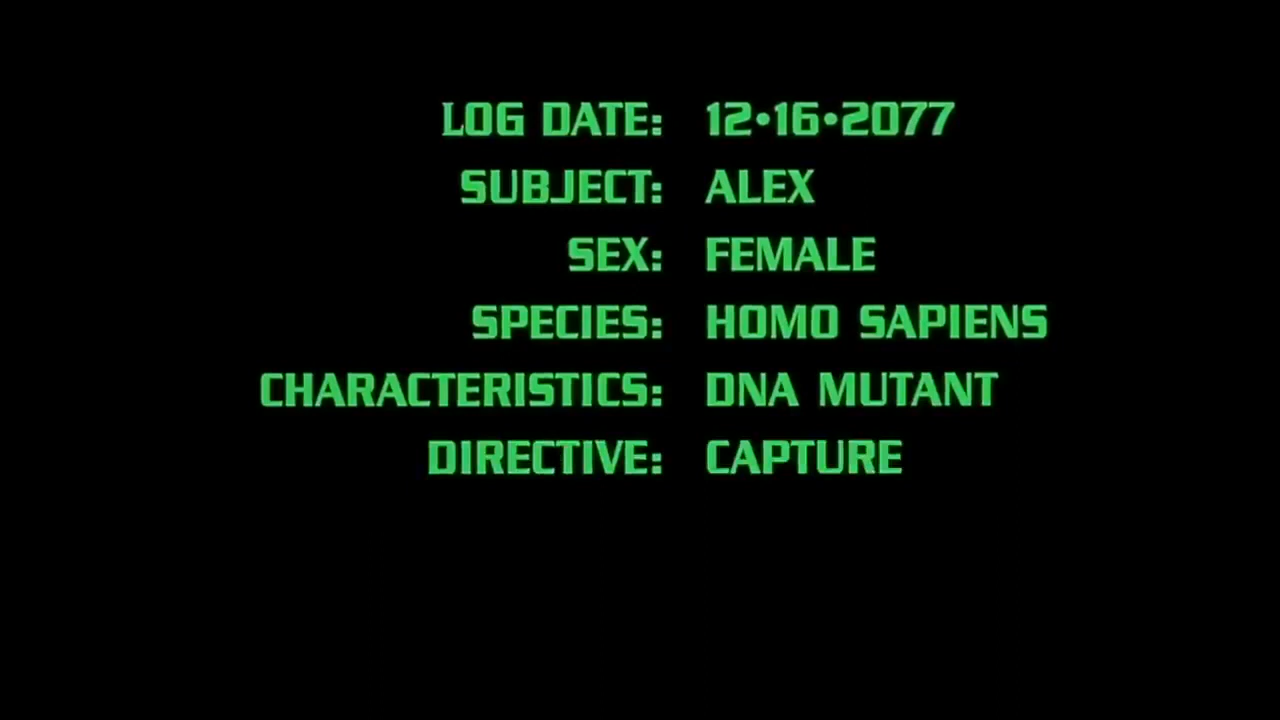 LOG DATE: 12•16•2077
SUBJECT: ALEX
SEX: FEMALE
SPECIES: HOMO SAPIENS
CHARACTERISTICS: DNA MUTANT
DIRECTIVE: CAPTURE